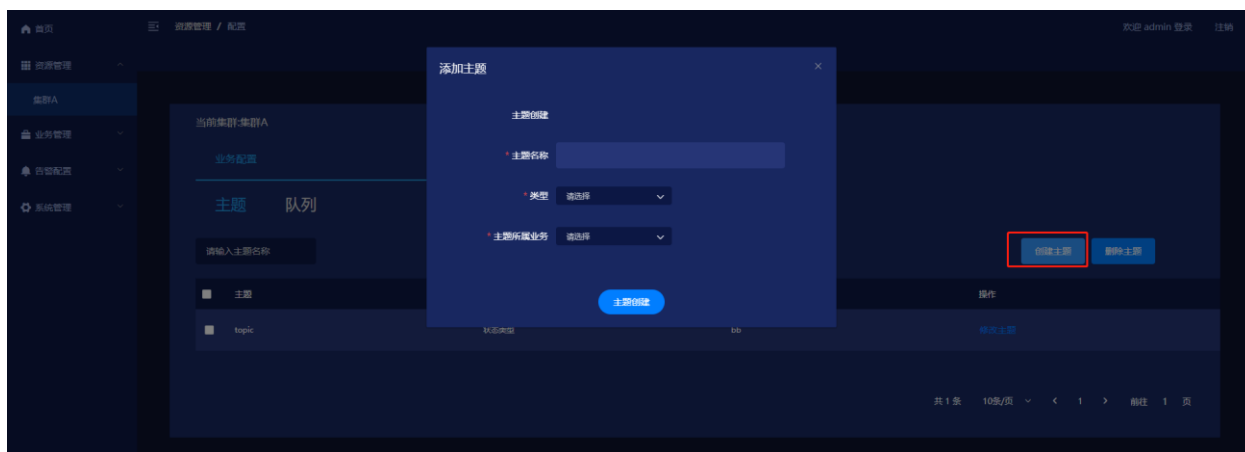 首页
资源管理 / 配置
欢迎 admin 登录
注销
资源管理
集群A
业务管理
告警配置
系统管理
当前集群:集群A
业务配置
主题
队列
请输入主题名称
创建主题
删除主题
主题
操作
topic
状态类型
bb
修改主题
共 1 条
10条/页
1
前往 1 页
添加主题
×
主题创建
* 主题名称
* 类型
请选择
* 主题所属业务
请选择
主题创建